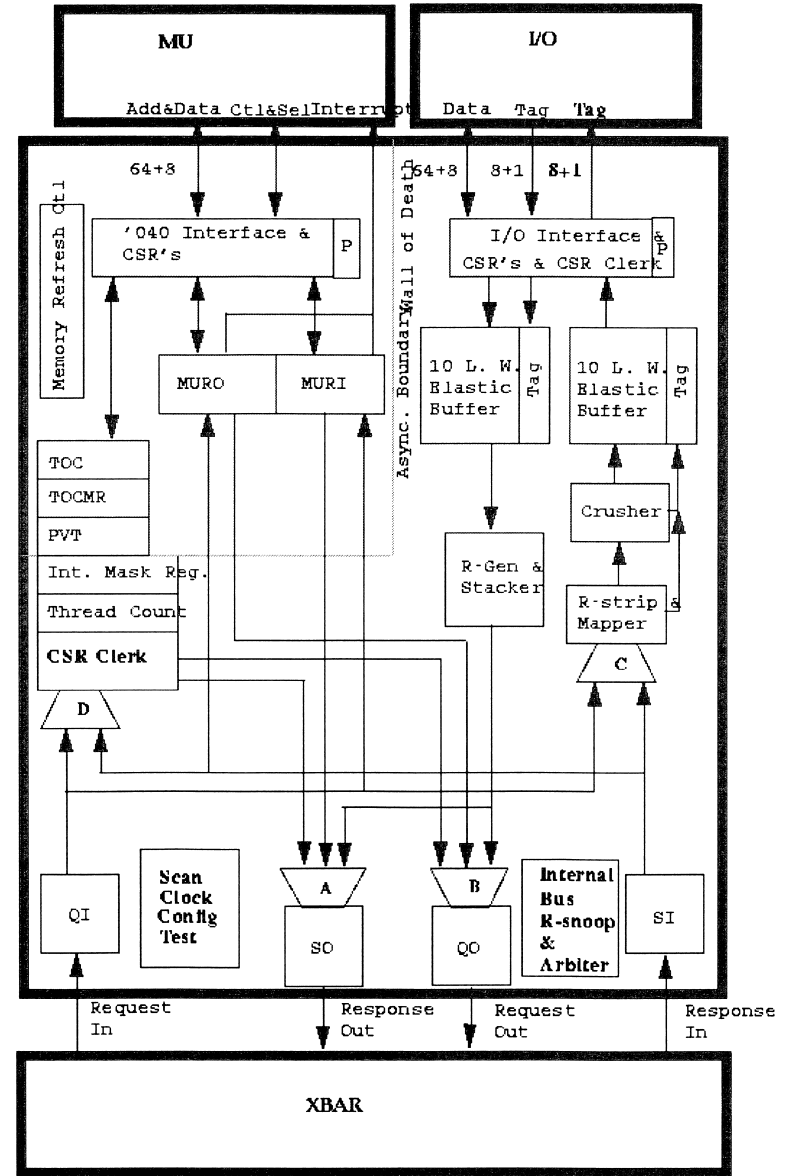 MU
I/O
Add&Data Ctl&Sel Interrupt
Data Tag Tag
64+8
64+8 8+1 8+1
Memory Refresh Ctl
'040 Interface &
CSR's
P
Async. Boundary
Wall of Death
I/O Interface &
CSR's & CSR Clerk
P
MURO
MURI
10 L. W.
Elastic
Buffer
Tag
10 L. W.
Elastic
Buffer
Tag
TOC
TOCMR
PVT
Int. Mask Reg.
Thread Count
CSR Clerk
D
Crusher
R-Gen &
Stacker
R-strip &
Mapper
C
QI
Scan
Clock
Config
Test
A
SO
B
QO
Internal
Bus
R-snoop
&
Arbiter
SI
Request
In
Response
Out
Request
Out
Response
In
XBAR